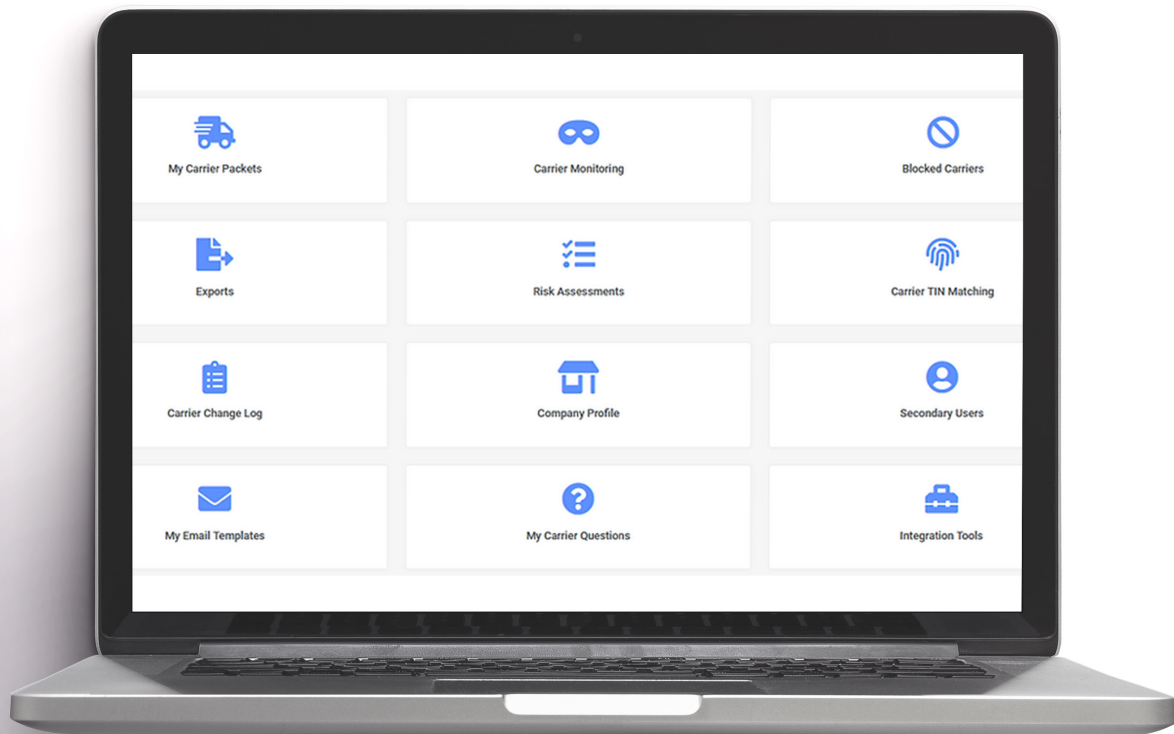 My Carrier Packets
Carrier Monitoring
Blocked Carriers
Exports
Risk Assessments
Carrier TIN Matching
Carrier Change Log
Company Profile
Secondary Users
My Email Templates
My Carrier Questions
Integration Tools